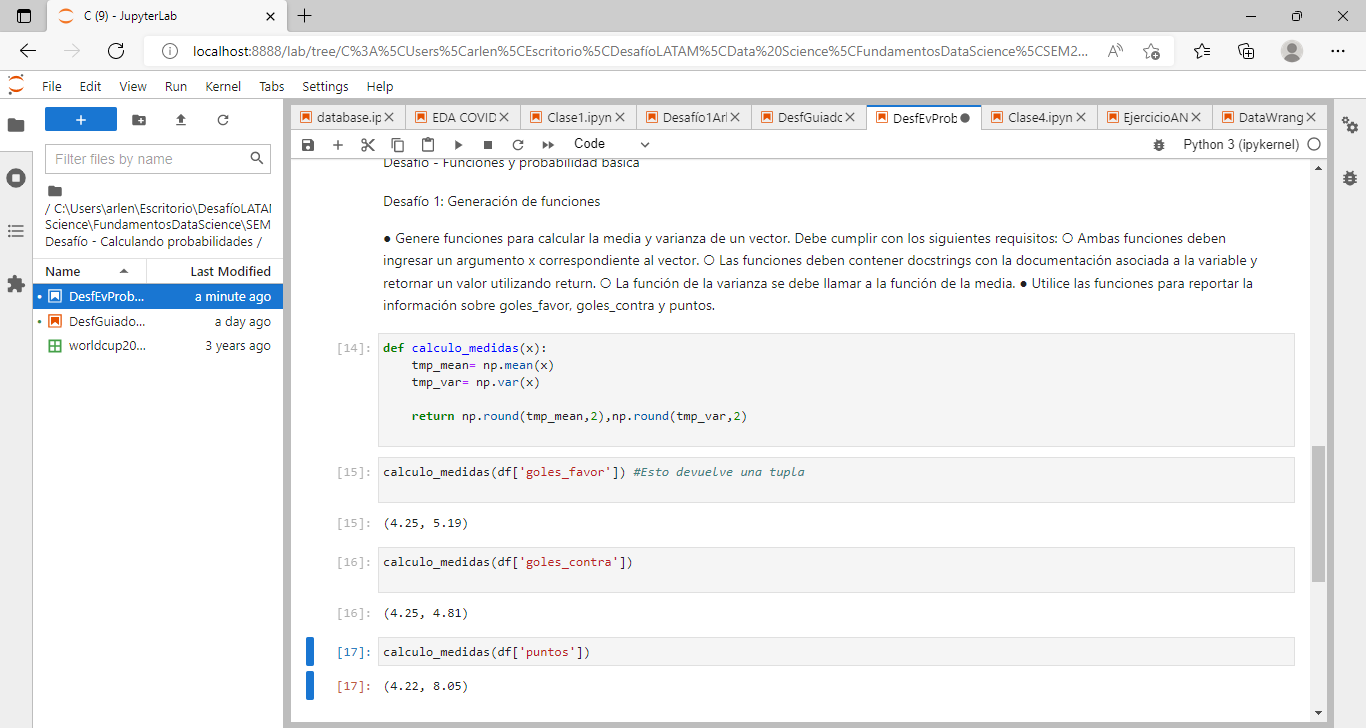 C (9) - JupyterLab
localhost:8888/lab/tree/C%3A%5CUsers%5Carlen%5CEscritorio%5CDesafíoLATAM%5CData%20Science%5CFundamentosDataScience%5CSEM2...
File Edit View Run Kernel Tabs Settings Help
Filter files by name
/ C:\Users\arlen\Escritorio\DesafíoLATAM
Science\FundamentosDataScience\SEM
Desafío - Calculando probabilidades /
Name Last Modified
DesfEvProb... a minute ago
DesfGuiado... a day ago
worldcup20... 3 years ago
database.ip EDA COVID Clase1.ipyn Desafío1Arl DesfGuiado DesfEvProb Clase4.ipyn EjercicioAN DataWrang
Code Python 3 (ipykernel)
Desafío - Funciones y probabilidad básica
Desafío 1: Generación de funciones
● Genere funciones para calcular la media y varianza de un vector. Debe cumplir con los siguientes requisitos: ○ Ambas funciones deben
ingresar un argumento x correspondiente al vector. ○ Las funciones deben contener docstrings con la documentación asociada a la variable y
retornar un valor utilizando return. ○ La función de la varianza se debe llamar a la función de la media. ● Utilice las funciones para reportar la
información sobre goles_favor, goles_contra y puntos.
[14]: def calculo_medidas(x):
tmp_mean= np.mean(x)
tmp_var= np.var(x)
return np.round(tmp_mean,2),np.round(tmp_var,2)
[15]: calculo_medidas(df['goles_favor']) #Esto devuelve una tupla
[15]: (4.25, 5.19)
[16]: calculo_medidas(df['goles_contra'])
[16]: (4.25, 4.81)
[17]: calculo_medidas(df['puntos'])
[17]: (4.22, 8.05)